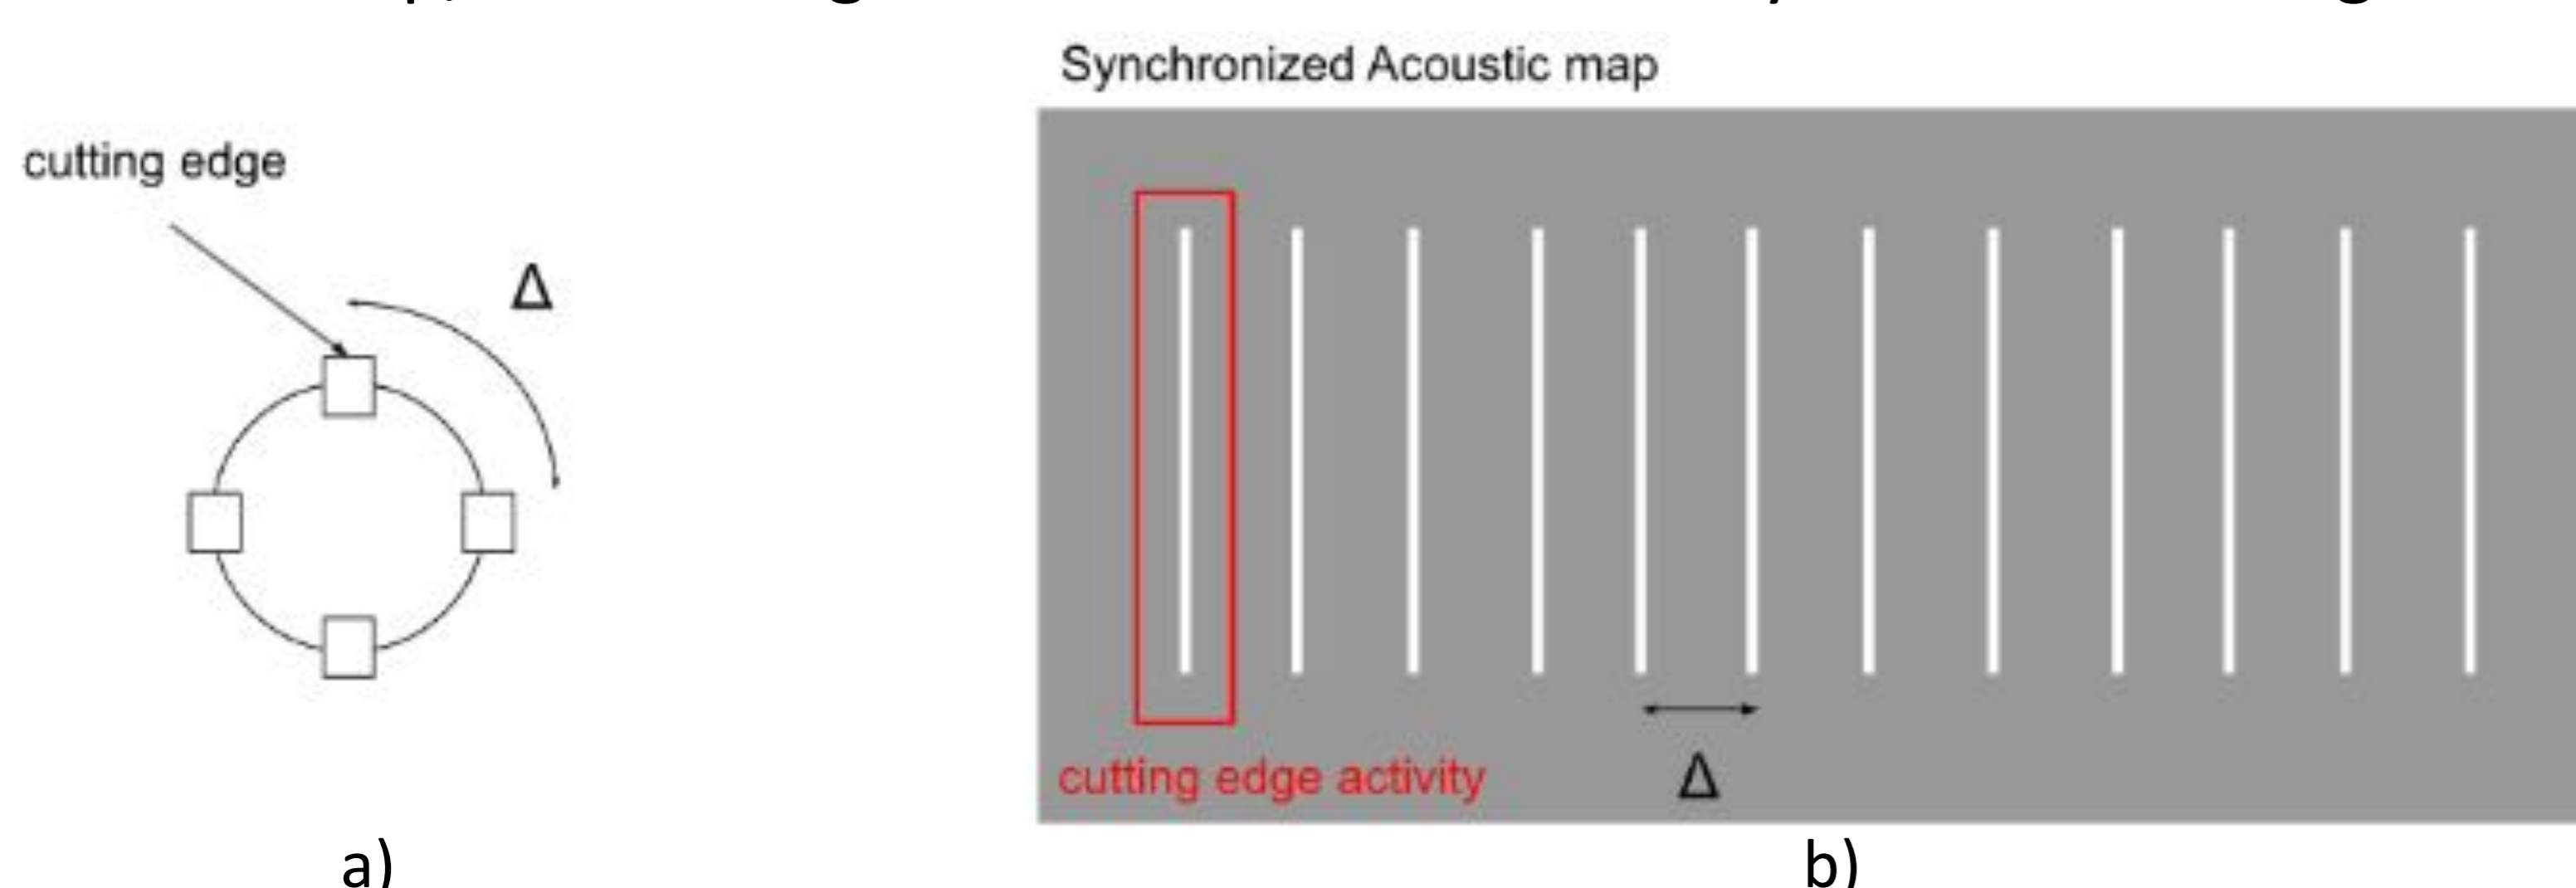 Synchronized Acoustic map
cutting edge
Δ
cutting edge activity
Δ
a)
b)